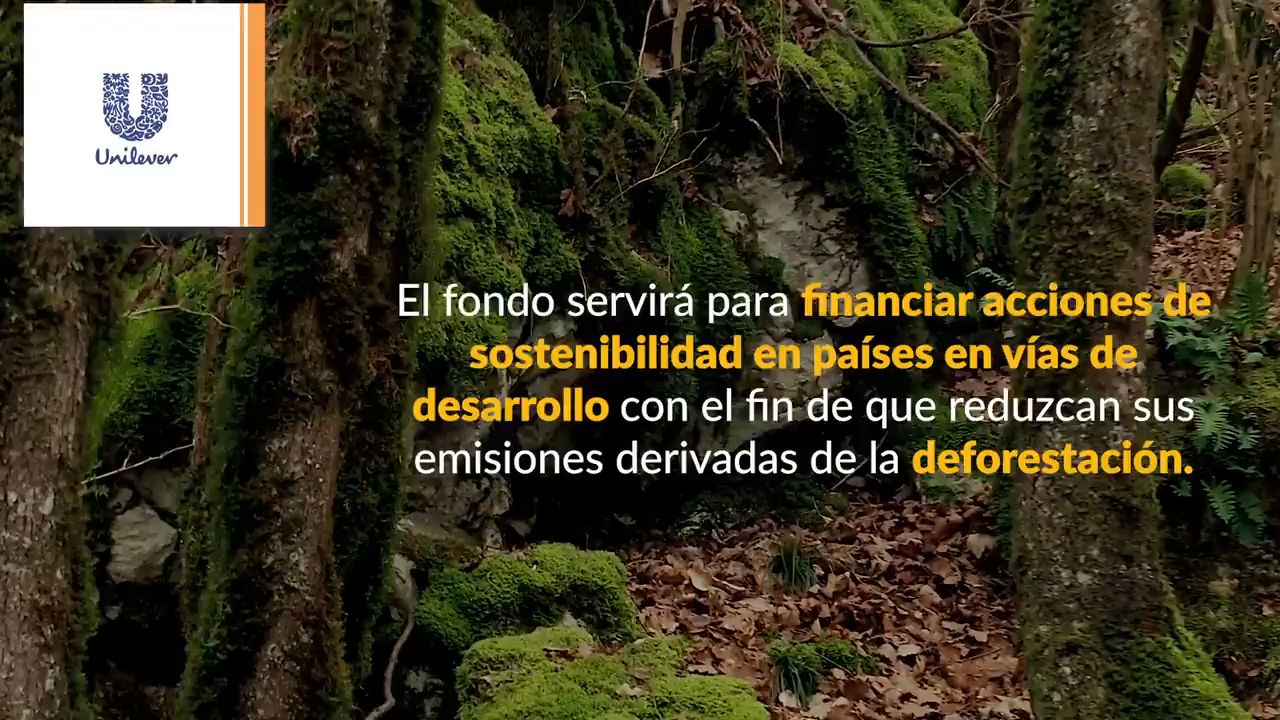 Unilever
El fondo servirá para financiar acciones de
sostenibilidad en países en vías de
desarrollo con el fin de que reduzcan sus
emisiones derivadas de la deforestación.